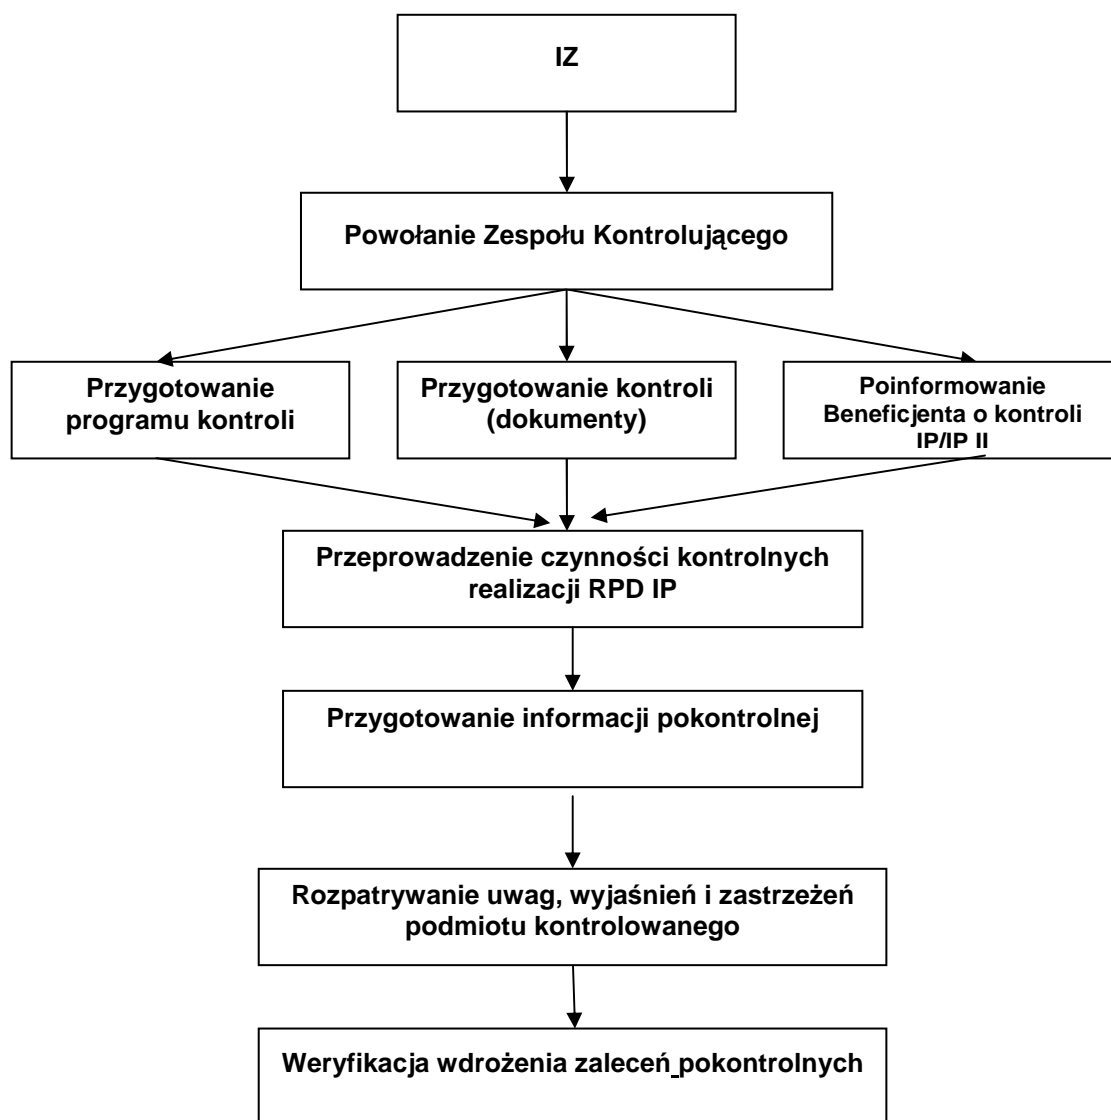 IZ
Powołanie Zespołu Kontrolującego
Przygotowanie
programu kontroli
Przygotowanie kontroli
(dokumenty)
Poinformowanie
Beneficjenta o kontroli
IP/IP II
Przeprowadzenie czynności kontrolnych
realizacji RPD IP
Przygotowanie informacji pokontrolnej
Rozpatrywanie uwag, wyjaśnień i zastrzeżeń
podmiotu kontrolowanego
Weryfikacja wdrożenia zaleceń pokontrolnych